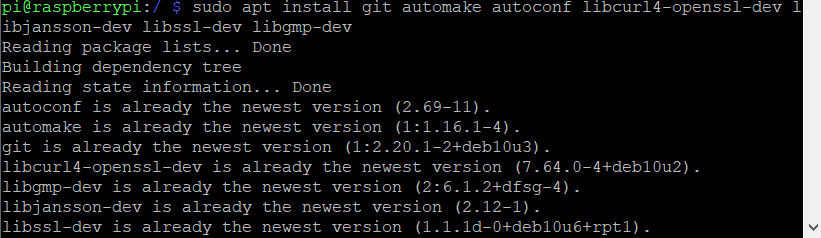 pi@raspberrypi:/ $ sudo apt install git automake autoconf libcurl4-openssl-dev l
ibjansson-dev libssl-dev libgmp-dev
Reading package lists... Done
Building dependency tree
Reading state information... Done
autoconf is already the newest version (2.69-11).
automake is already the newest version (1:1.16.1-4).
git is already the newest version (1:2.20.1-2+deb10u3).
libcurl4-openssl-dev is already the newest version (7.64.0-4+deb10u2).
libgmp-dev is already the newest version (2:6.1.2+dfsg-4).
libjansson-dev is already the newest version (2.12-1).
libssl-dev is already the newest version (1.1.1d-0+deb10u6+rpt1).